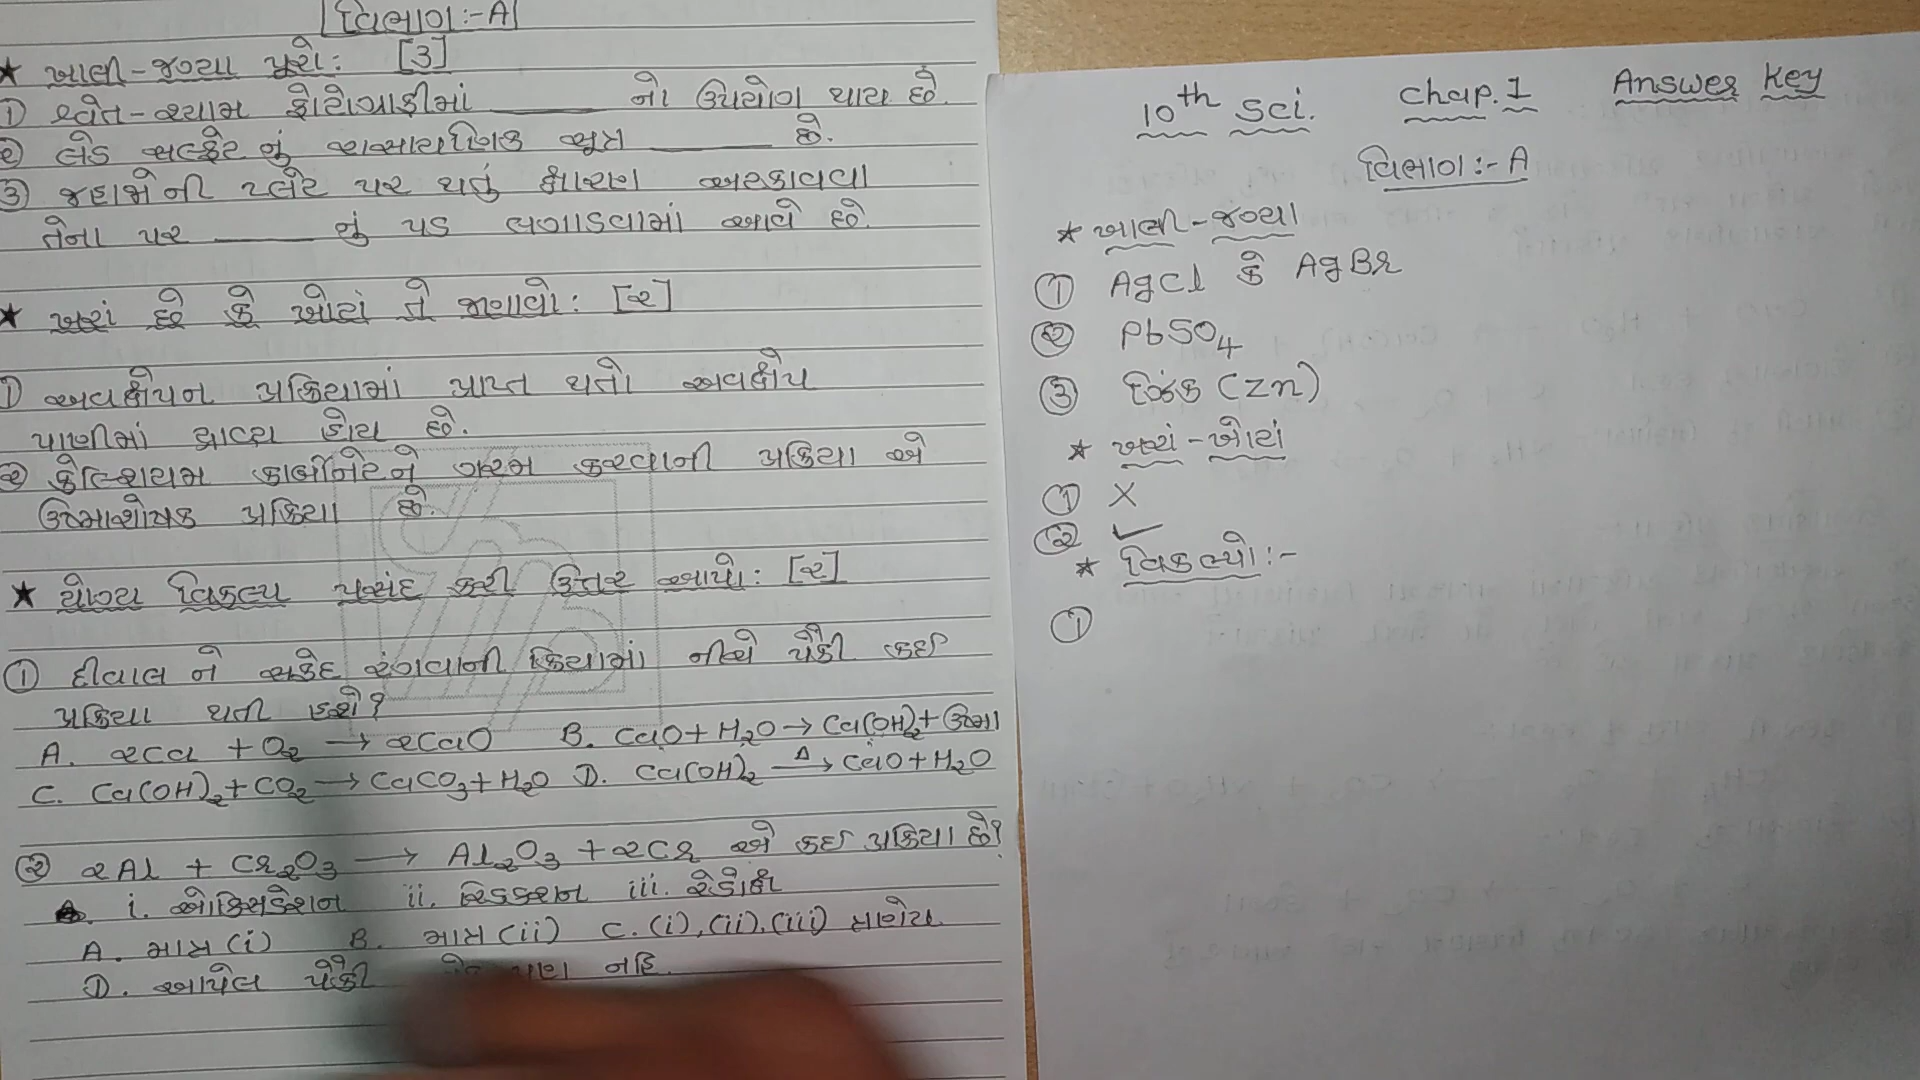 વિભાગ:-A
★ ખાલી-જગ્યા પૂરો: [3]
① શ્વેત-શ્યામ ફોટોગ્રાફીમાં ______ નો ઉપયોગ થાય છે.
② લેડ સલ્ફેટ નું રાસાયણિક સૂત્ર ______ છે.
③ જહાજોની પ્લેટ પર થતું ક્ષારણ અટકાવવા
તેના પર ______ નું પડ લગાડવામાં આવે છે.
★ ખરાં છે કે ખોટાં તે જણાવો: [૨]
① અવક્ષેપન પ્રક્રિયામાં પ્રાપ્ત થતો અવક્ષેપ
પાણીમાં દ્રાવ્ય હોય છે.
② કેલ્શિયમ કાર્બોનેટને ગરમ કરવાની પ્રક્રિયા એ
ઉષ્માશોષક પ્રક્રિયા છે.
★ યોગ્ય વિકલ્પ પસંદ કરી ઉત્તર આપો: [૨]
① દીવાલ ને સફેદ રંગવાની ક્રિયામાં નીચે પૈકી કઈ
પ્રક્રિયા થતી હશે?
A. 2Ca + O₂ → 2CaO B. CaO + H₂O → Ca(OH)₂ + ઉષ્મા
C. Ca(OH)₂ + CO₂ → CaCO₃ + H₂O D. Ca(OH)₂ —Δ→ CaO + H₂O
② 2Al + Cr₂O₃ → Al₂O₃ + 2Cr એ કઈ પ્રક્રિયા છે?
i. ઓક્સિડેશન ii. રિડક્શન iii. રેડોક્ષ
A. માત્ર (i) B. માત્ર (ii) C. (i), (ii), (iii) ત્રણેય.
D. આપેલ પૈકી પણ નહિ.
10th Sci. Chap. 1 Answer Key
વિભાગ:-A
★ ખાલી-જગ્યા
① AgCl કે AgBr
② PbSO₄
③ ઝિંક (Zn)
★ ખરાં-ખોટાં
① X
② ✓
★ વિકલ્પો:-
①